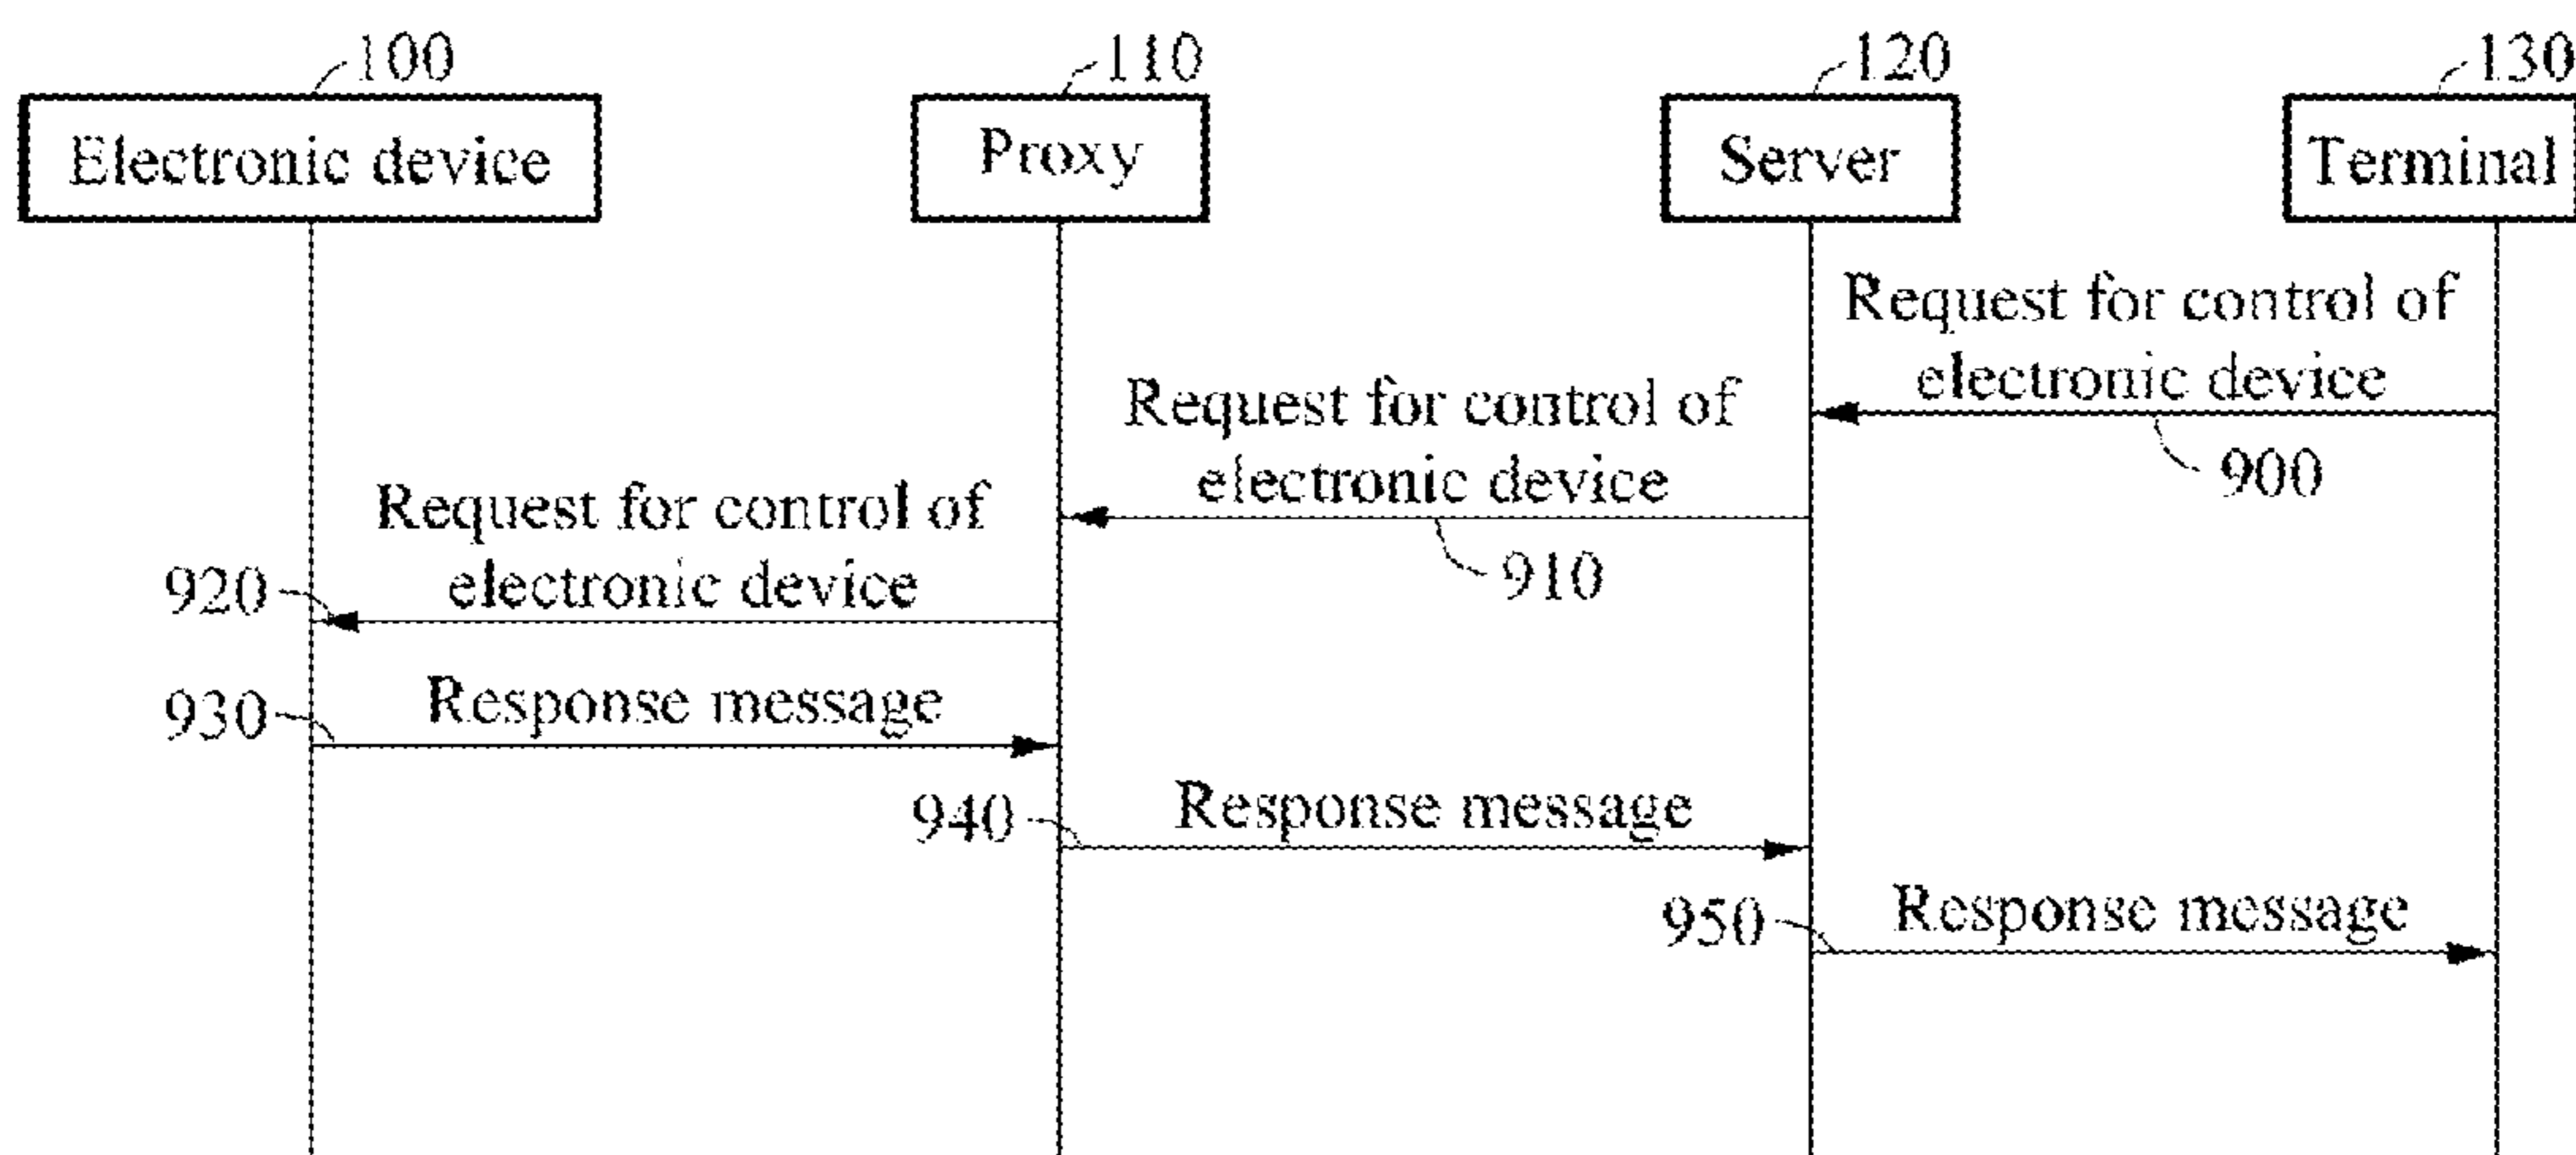 100
110
120
130
Electronic device
Proxy
Server
Terminal
Request for control of
electronic device
900
Request for control of
electronic device
910
Request for control of
electronic device
920
930
Response message
940
Response message
950
Response message